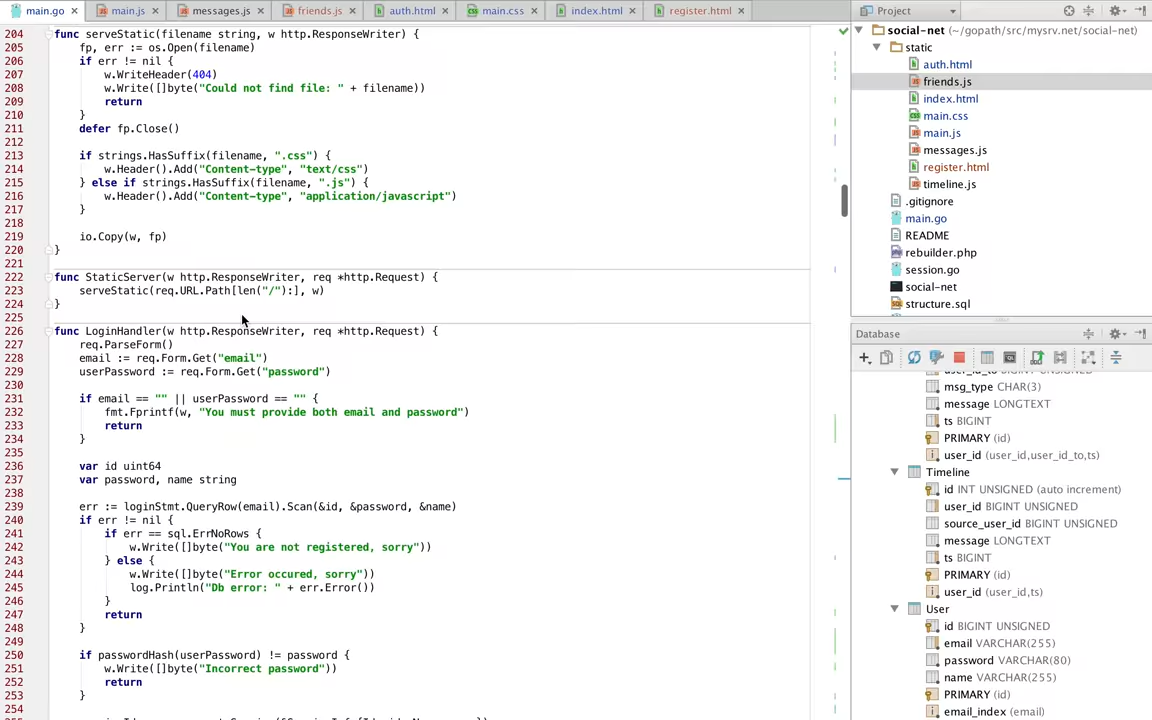 main.go main.js messages.js friends.js auth.html main.css index.html register.html
204 func serveStatic(filename string, w http.ResponseWriter) {
205 fp, err := os.Open(filename)
206 if err != nil {
207 w.WriteHeader(404)
208 w.Write([]byte("Could not find file: " + filename))
209 return
210 }
211 defer fp.Close()
212
213 if strings.HasSuffix(filename, ".css") {
214 w.Header().Add("Content-type", "text/css")
215 } else if strings.HasSuffix(filename, ".js") {
216 w.Header().Add("Content-type", "application/javascript")
217 }
218
219 io.Copy(w, fp)
220 }
221
222 func StaticServer(w http.ResponseWriter, req *http.Request) {
223 serveStatic(req.URL.Path[len("/"):], w)
224 }
225
226 func LoginHandler(w http.ResponseWriter, req *http.Request) {
227 req.ParseForm()
228 email := req.Form.Get("email")
229 userPassword := req.Form.Get("password")
230
231 if email == "" || userPassword == "" {
232 fmt.Fprintf(w, "You must provide both email and password")
233 return
234 }
235
236 var id uint64
237 var password, name string
238
239 err := loginStmt.QueryRow(email).Scan(&id, &password, &name)
240 if err != nil {
241 if err == sql.ErrNoRows {
242 w.Write([]byte("You are not registered, sorry"))
243 } else {
244 w.Write([]byte("Error occured, sorry"))
245 log.Println("Db error: " + err.Error())
246 }
247 return
248 }
249
250 if passwordHash(userPassword) != password {
251 w.Write([]byte("Incorrect password"))
252 return
253 }
Project
social-net (~/gopath/src/mysrv.net/social-net)
static
auth.html
friends.js
index.html
main.css
main.js
messages.js
register.html
timeline.js
.gitignore
main.go
README
rebuilder.php
session.go
social-net
structure.sql
Database
user_id_to BIGINT UNSIGNED
msg_type CHAR(3)
message LONGTEXT
ts BIGINT
PRIMARY (id)
user_id (user_id,user_id_to,ts)
Timeline
id INT UNSIGNED (auto increment)
user_id BIGINT UNSIGNED
source_user_id BIGINT UNSIGNED
message LONGTEXT
ts BIGINT
PRIMARY (id)
user_id (user_id,ts)
User
id BIGINT UNSIGNED
email VARCHAR(255)
password VARCHAR(80)
name VARCHAR(255)
PRIMARY (id)
email_index (email)